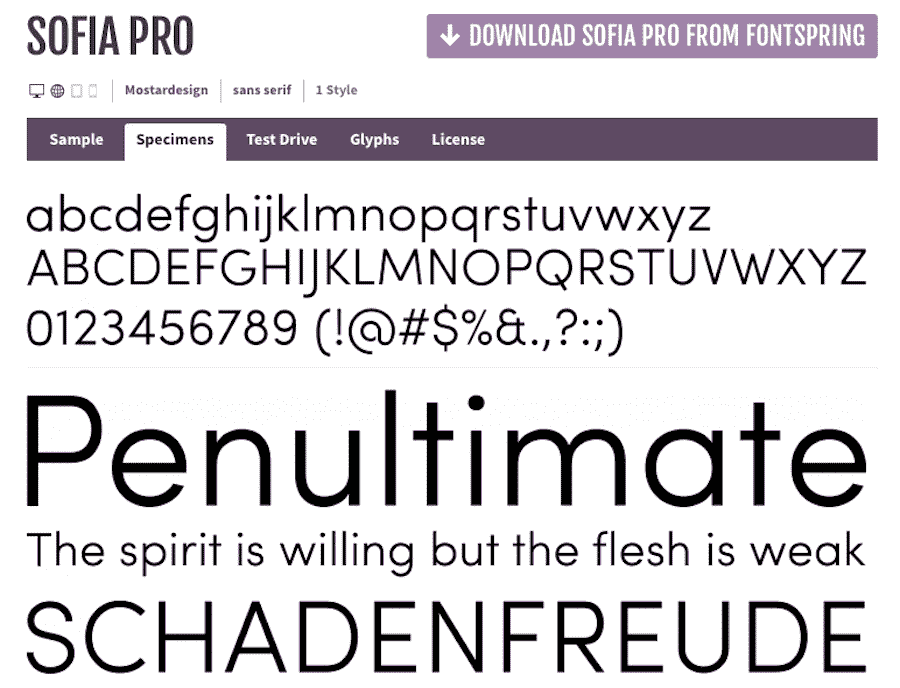 SOFIA PRO
DOWNLOAD SOFIA PRO FROM FONTSPRING
Mostardesign sans serif 1 Style
Sample Specimens Test Drive Glyphs License
abcdefghijklmnopqrstuvwxyz
ABCDEFGHIJKLMNOPQRSTUVWXYZ
0123456789 (!@#$%&.,?:;)
Penultimate
The spirit is willing but the flesh is weak
SCHADENFREUDE